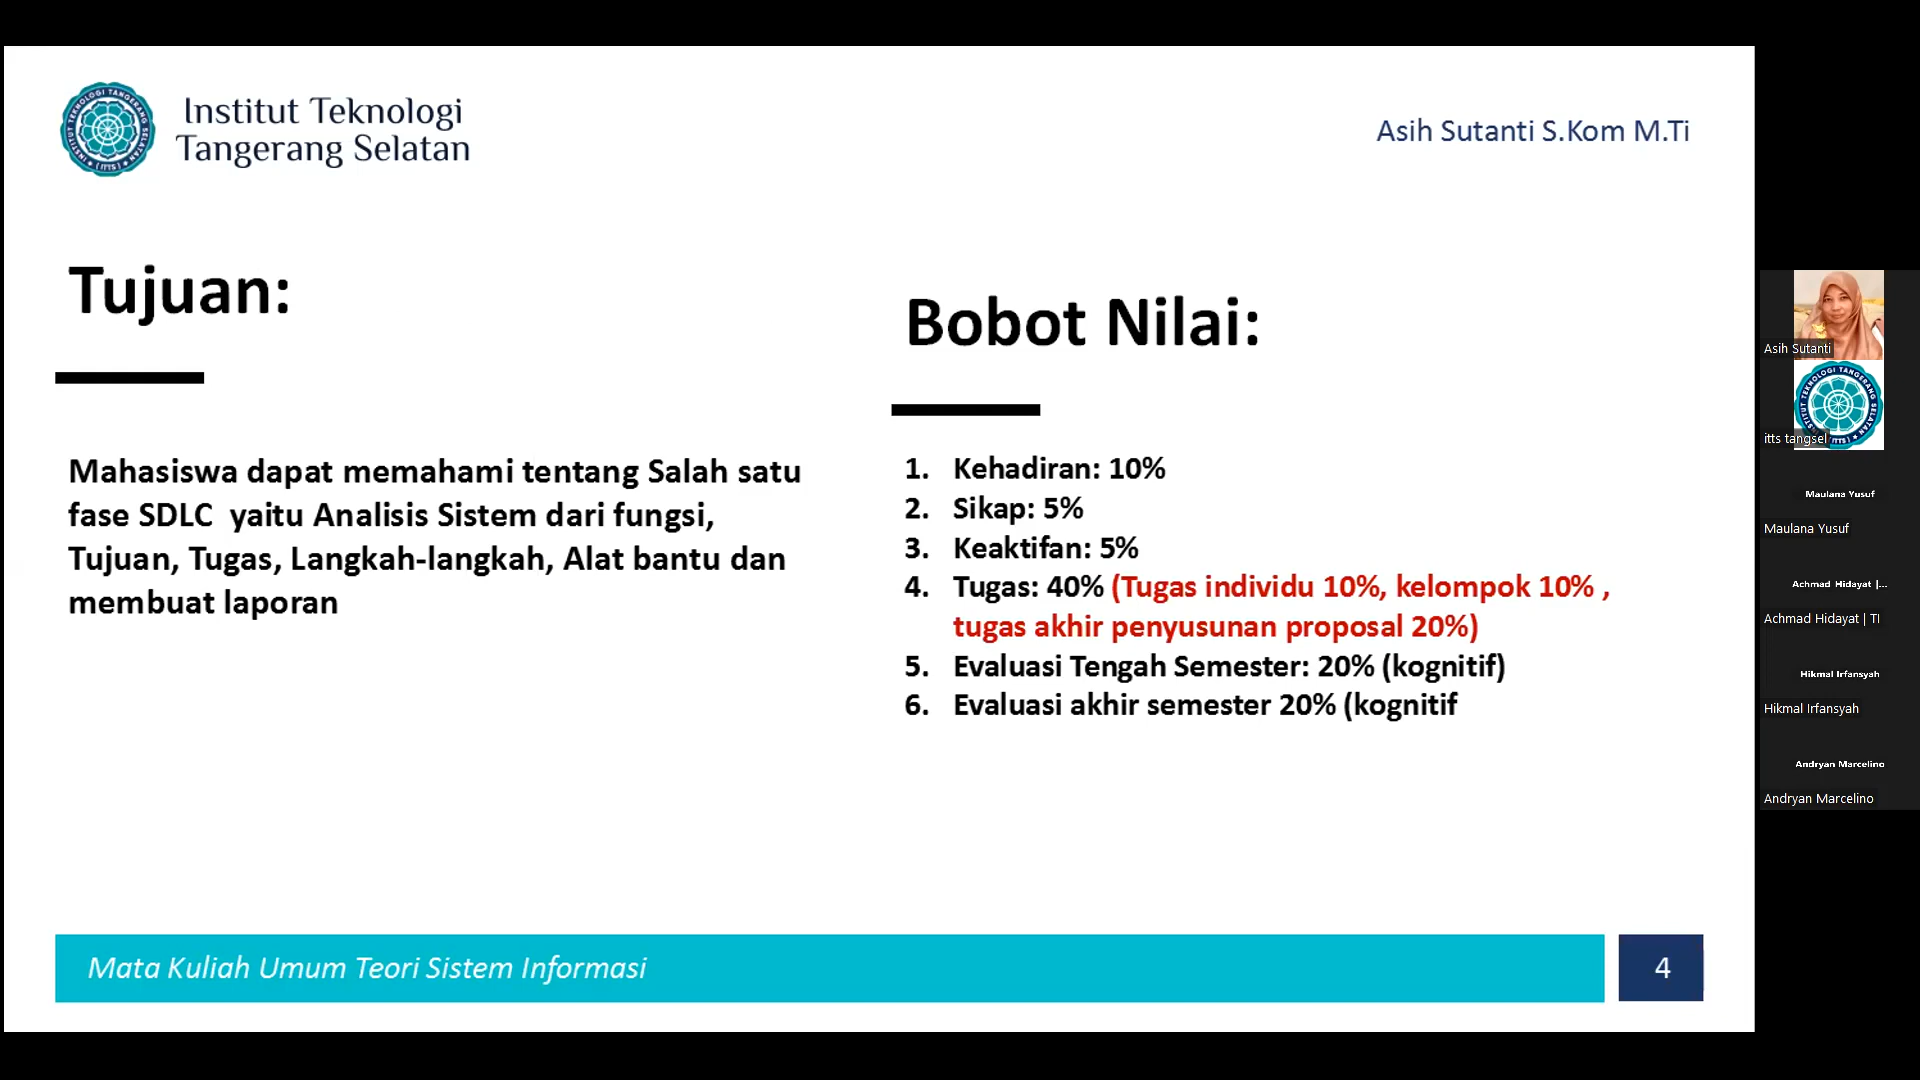 Institut Teknologi
Tangerang Selatan
Asih Sutanti S.Kom M.Ti
Tujuan:
Mahasiswa dapat memahami tentang Salah satu
fase SDLC  yaitu Analisis Sistem dari fungsi,
Tujuan, Tugas, Langkah-langkah, Alat bantu dan
membuat laporan
Bobot Nilai:
1. Kehadiran: 10%
2. Sikap: 5%
3. Keaktifan: 5%
4. Tugas: 40% (Tugas individu 10%, kelompok 10% ,
tugas akhir penyusunan proposal 20%)
5. Evaluasi Tengah Semester: 20% (kognitif)
6. Evaluasi akhir semester 20% (kognitif
Mata Kuliah Umum Teori Sistem Informasi
4
Asih Sutanti
INSTITUT TEKNOLOGI TANGERANG SELATAN
itts tangsel
Maulana Yusuf
Maulana Yusuf
Achmad Hidayat |...
Achmad Hidayat | TI
Hikmal Irfansyah
Hikmal Irfansyah
Andryan Marcelino
Andryan Marcelino